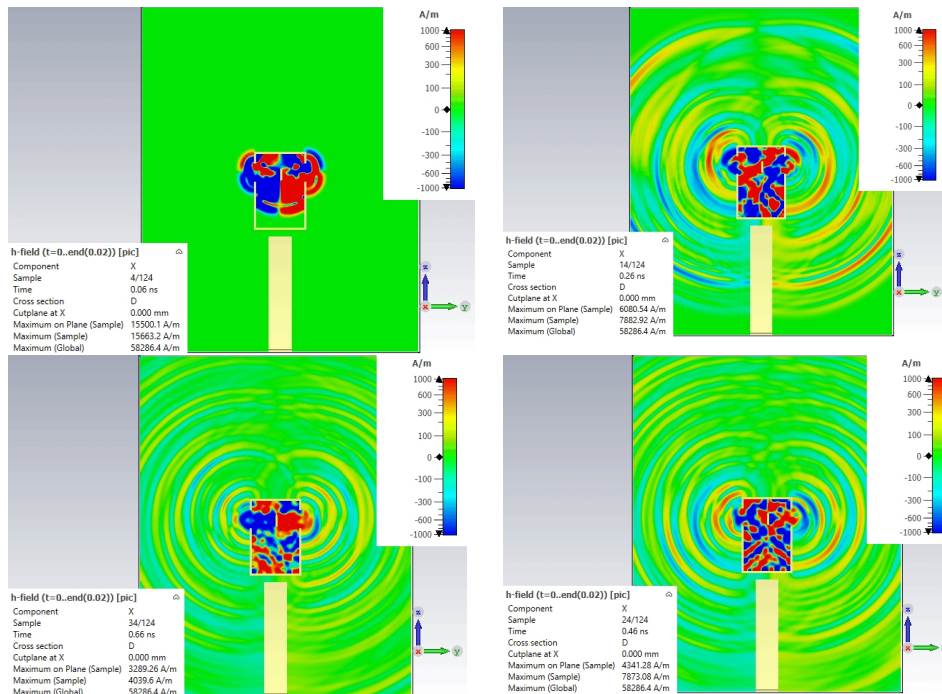 A/m
1000
600
300
100
0
-100
-300
-600
-1000
h-field (t=0..end(0.02)) [pic]
Component X
Sample 4/124
Time 0.06 ns
Cross section D
Cutplane at X 0.000 mm
Maximum on Plane (Sample) 15500.1 A/m
Maximum (Sample) 15663.2 A/m
Maximum (Global) 58286.4 A/m
z
x y
A/m
1000
600
300
100
0
-100
-300
-600
-1000
h-field (t=0..end(0.02)) [pic]
Component X
Sample 14/124
Time 0.26 ns
Cross section D
Cutplane at X 0.000 mm
Maximum on Plane (Sample) 6080.54 A/m
Maximum (Sample) 7882.92 A/m
Maximum (Global) 58286.4 A/m
z
x y
A/m
1000
600
300
100
0
-100
-300
-600
-1000
h-field (t=0..end(0.02)) [pic]
Component X
Sample 34/124
Time 0.66 ns
Cross section D
Cutplane at X 0.000 mm
Maximum on Plane (Sample) 3289.26 A/m
Maximum (Sample) 4039.6 A/m
Maximum (Global) 58286.4 A/m
z
x y
A/m
1000
600
300
100
0
-100
-300
-600
-1000
h-field (t=0..end(0.02)) [pic]
Component X
Sample 24/124
Time 0.46 ns
Cross section D
Cutplane at X 0.000 mm
Maximum on Plane (Sample) 4341.28 A/m
Maximum (Sample) 7873.08 A/m
Maximum (Global) 58286.4 A/m
z
x